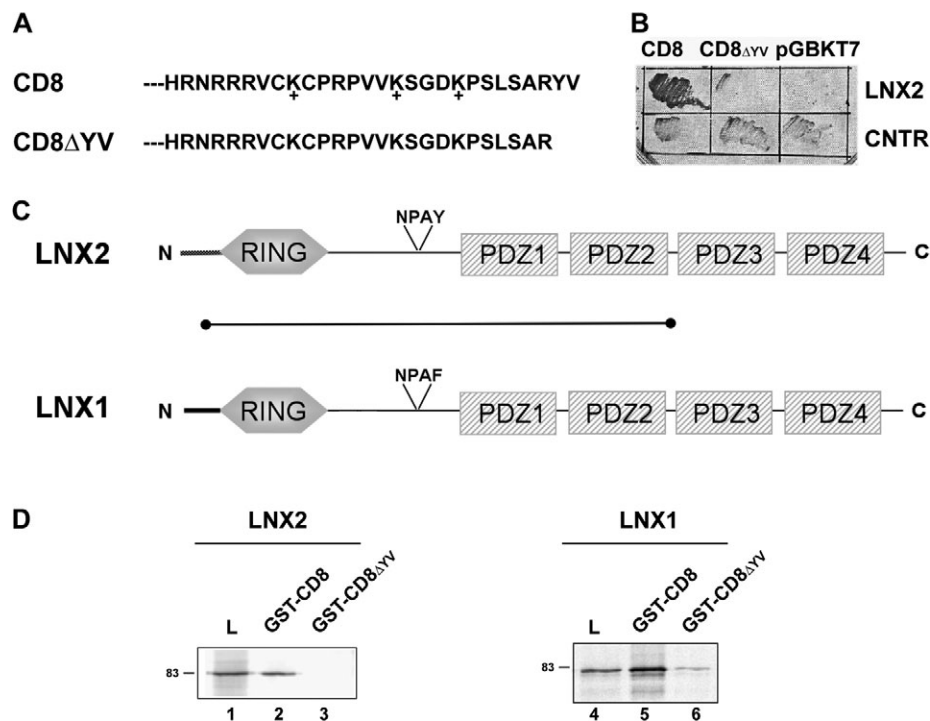 A
CD8 ---HRNRRRVCKCPRPVVKSGDKPSLSARYV
+ + +
CD8ΔYV ---HRNRRRVCKCPRPVVKSGDKPSLSAR
B
CD8 CD8ΔYV pGBKT7
LNX2
CNTR
C
NPAY
LNX2 N RING PDZ1 PDZ2 PDZ3 PDZ4 C
NPAF
LNX1 N RING PDZ1 PDZ2 PDZ3 PDZ4 C
D
LNX2 LNX1
L GST-CD8 GST-CD8ΔYV L GST-CD8 GST-CD8ΔYV
83 83
1 2 3 4 5 6